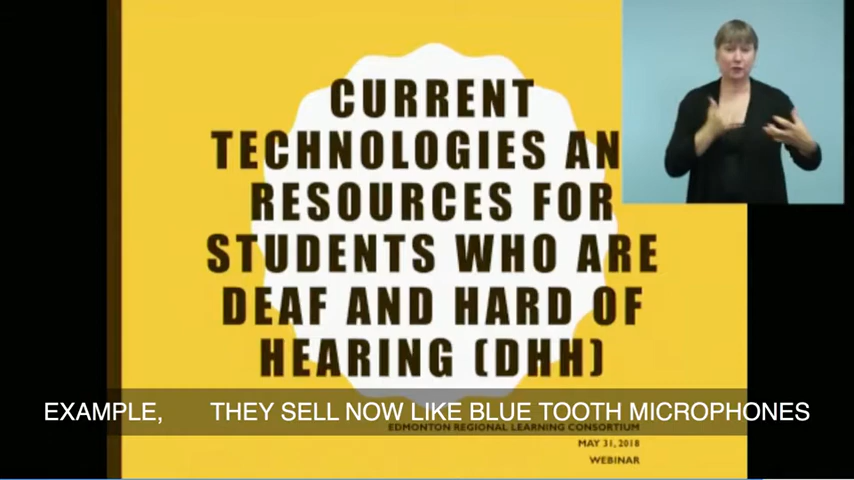 CURRENT
TECHNOLOGIES AN
RESOURCES FOR
STUDENTS WHO ARE
DEAF AND HARD OF
HEARING (DHH)
EXAMPLE, THEY SELL NOW LIKE BLUE TOOTH MICROPHONES
EDMONTON REGIONAL LEARNING CONSORTIUM
MAY 31, 2018
WEBINAR